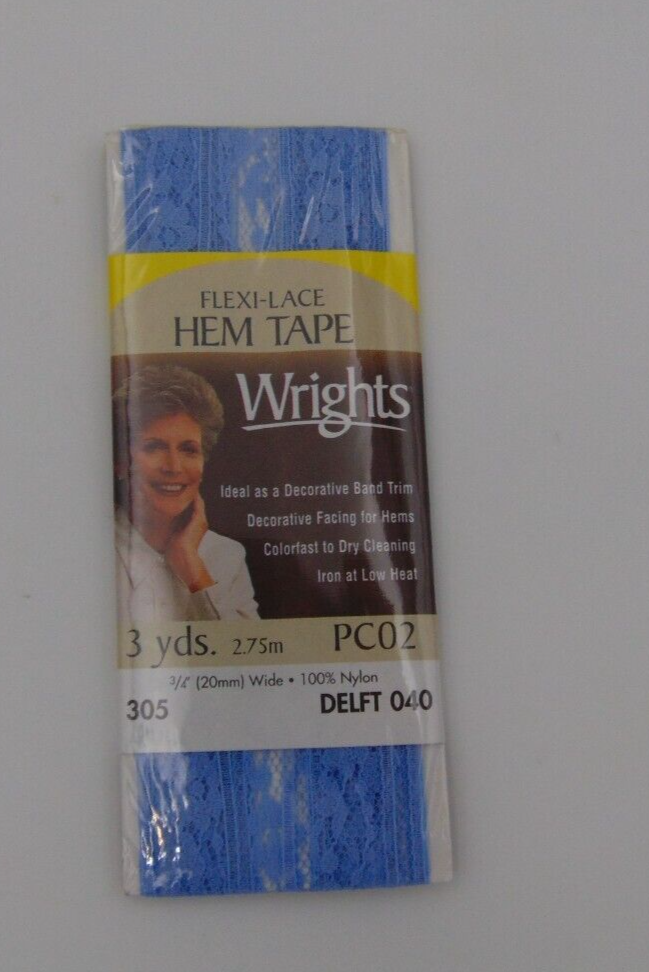 FLEXI-LACE
HEM TAPE
Wrights
Ideal as a Decorative Band Trim
Decorative Facing for Hems
Colorfast to Dry Cleaning
Iron at Low Heat
3 yds. 2.75m PC02
3/4" (20mm) Wide • 100% Nylon
305 DELFT 040